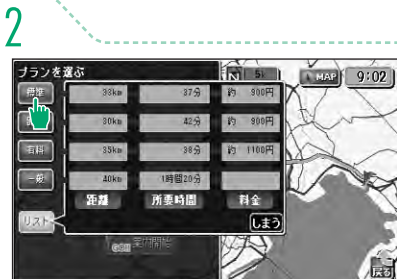 2
プランを選ぶ
N
MAP 9:02
標準 33km 37分 約 900円
30km 42分 約 900円
有料 35km 38分 約 1100円
一般 40km 1時間20分
リスト 距離 所要時間 料金
しまう
案内開始
戻る